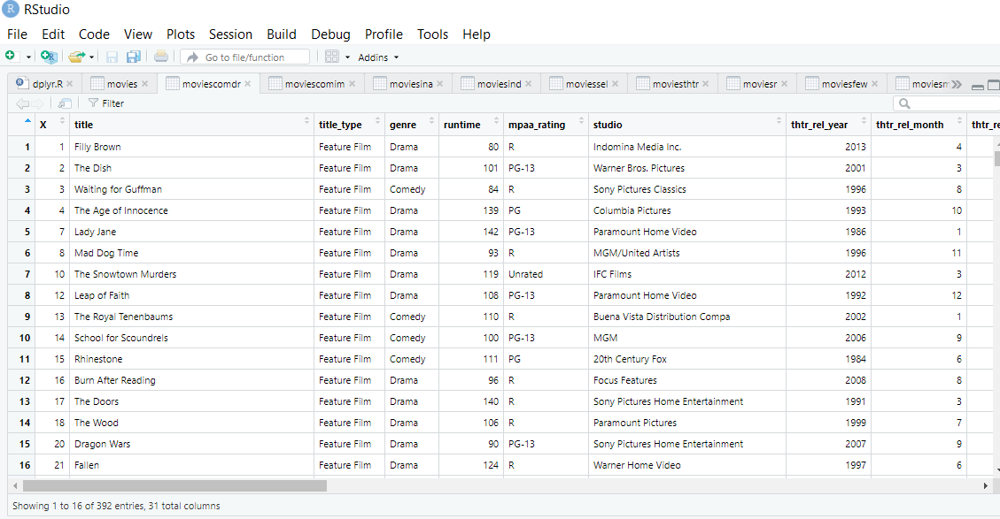 R RStudio
File Edit Code View Plots Session Build Debug Profile Tools Help
Go to file/function Addins
dplyr.R movies moviescomdr moviescomim moviesina moviesind moviessel moviesthtr moviesr moviesfew moviesm
Filter
X title title_type genre runtime mpaa_rating studio thtr_rel_year thtr_rel_month thtr_re
1 1 Filly Brown Feature Film Drama 80 R Indomina Media Inc. 2013 4
2 2 The Dish Feature Film Drama 101 PG-13 Warner Bros. Pictures 2001 3
3 3 Waiting for Guffman Feature Film Comedy 84 R Sony Pictures Classics 1996 8
4 4 The Age of Innocence Feature Film Drama 139 PG Columbia Pictures 1993 10
5 7 Lady Jane Feature Film Drama 142 PG-13 Paramount Home Video 1986 1
6 8 Mad Dog Time Feature Film Drama 93 R MGM/United Artists 1996 11
7 10 The Snowtown Murders Feature Film Drama 119 Unrated IFC Films 2012 3
8 12 Leap of Faith Feature Film Drama 108 PG-13 Paramount Home Video 1992 12
9 13 The Royal Tenenbaums Feature Film Comedy 110 R Buena Vista Distribution Compa 2002 1
10 14 School for Scoundrels Feature Film Comedy 100 PG-13 MGM 2006 9
11 15 Rhinestone Feature Film Comedy 111 PG 20th Century Fox 1984 6
12 16 Burn After Reading Feature Film Drama 96 R Focus Features 2008 8
13 17 The Doors Feature Film Drama 140 R Sony Pictures Home Entertainment 1991 3
14 18 The Wood Feature Film Drama 106 R Paramount Pictures 1999 7
15 20 Dragon Wars Feature Film Drama 90 PG-13 Sony Pictures Home Entertainment 2007 9
16 21 Fallen Feature Film Drama 124 R Warner Home Video 1997 6
Showing 1 to 16 of 392 entries, 31 total columns